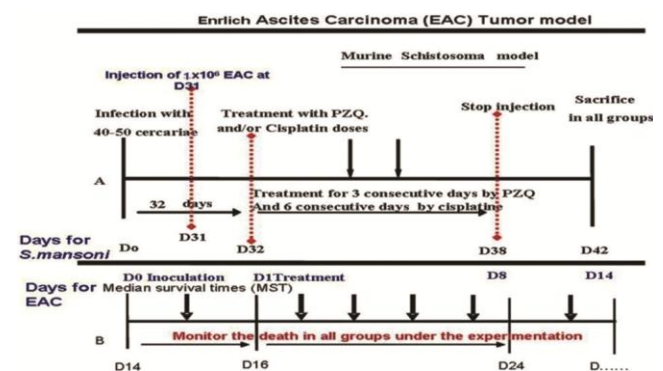 Enrlich Ascites Carcinoma (EAC) Tumor model
Murine Schistosoma model
Injection of 1x10⁶ EAC at
D31
Infection with
40-50 cercariae
Treatment with PZQ.
and/or Cisplatin doses
Stop injection
Sacrifice
in all groups
A
32 days
Treatment for 3 consecutive days by PZQ
And 6 consecutive days by cisplatine
Days for
S.mansoni
Do
D31
D32
D38
D42
D0 Inoculation
D1Treatment
D8
D14
Days for Median survival times (MST)
EAC
B
Monitor the death in all groups under the experimentation
D14
D16
D24
D......